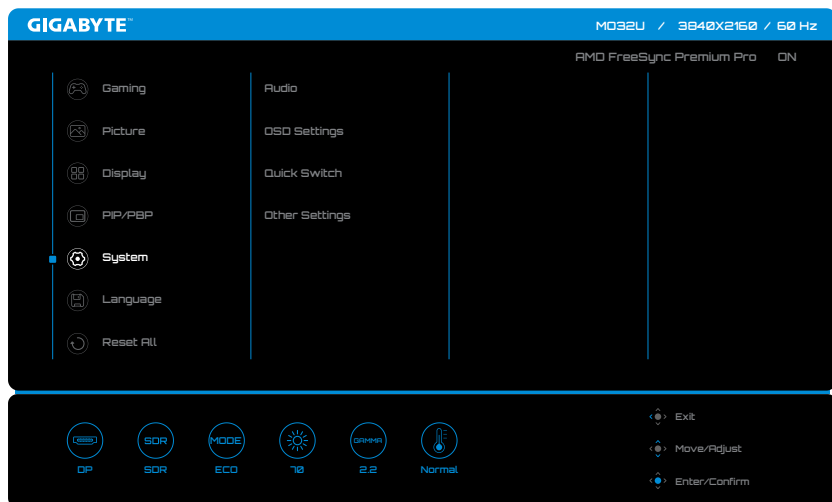 GIGABYTE™
MO32U / 3840X2160 / 60 Hz
AMD FreeSync Premium Pro ON
Gaming
Picture
Display
PIP/PBP
System
Language
Reset All
Audio
OSD Settings
Quick Switch
Other Settings
SDR
MODE
GAMMA
DP
SDR
ECO
70
2.2
Normal
Exit
Move/Adjust
Enter/Confirm